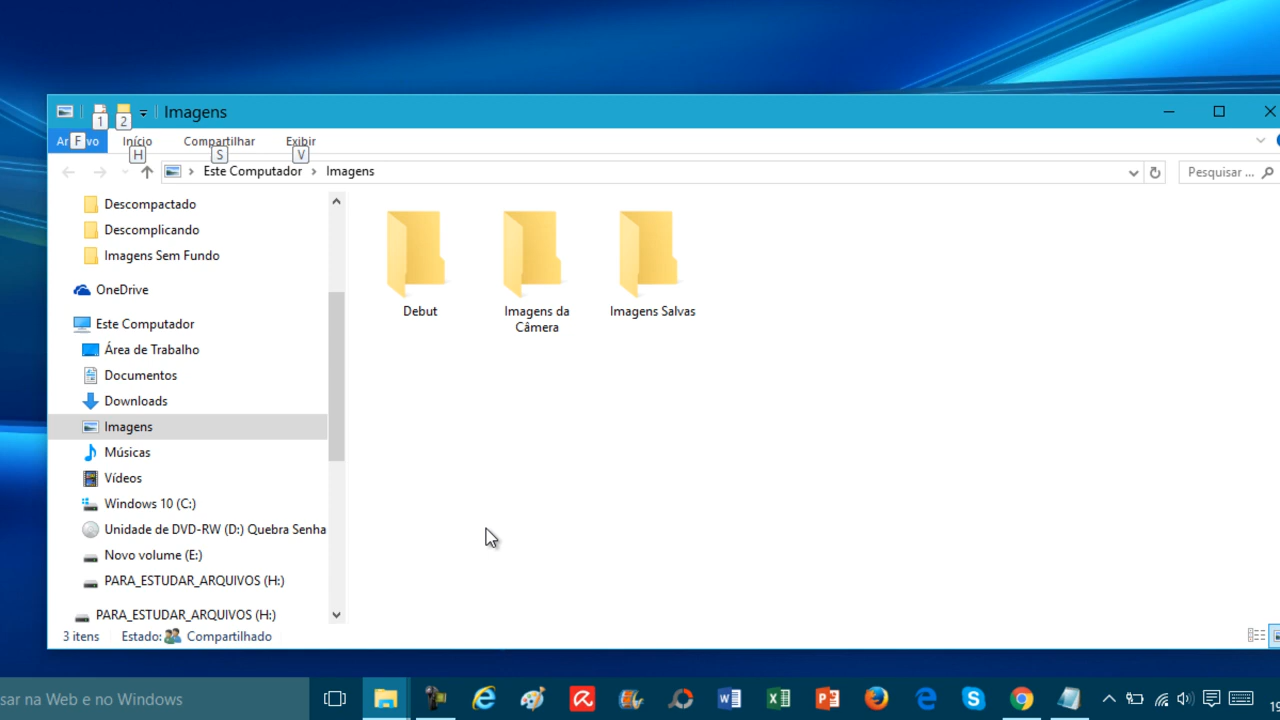 Imagens
1 2
Ar F vo Início Compartilhar Exibir
H S V
Este Computador Imagens
Pesquisar ...
Descompactado
Descomplicando
Imagens Sem Fundo
OneDrive
Este Computador
Área de Trabalho
Documentos
Downloads
Imagens
Músicas
Vídeos
Windows 10 (C:)
Unidade de DVD-RW (D:) Quebra Senha
Novo volume (E:)
PARA_ESTUDAR_ARQUIVOS (H:)
PARA_ESTUDAR_ARQUIVOS (H:)
Debut
Imagens da
Câmera
Imagens Salvas
3 itens Estado: Compartilhado
sar na Web e no Windows